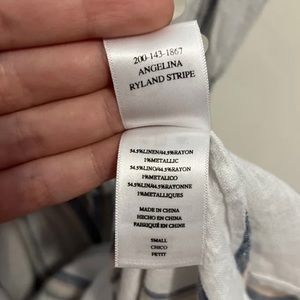 200-143-1867
ANGELINA
RYLAND STRIPE
54.5%LINEN/44.5%RAYON
1%METALLIC
54.5%LINO/44.5%RAYON
1%METALICO
54.5%LIN/44.5%RAYONNE
1%METALLIQUES
MADE IN CHINA
HECHO EN CHINA
FABRIQUÉ EN CHINE
SMALL
CHICO
PETIT